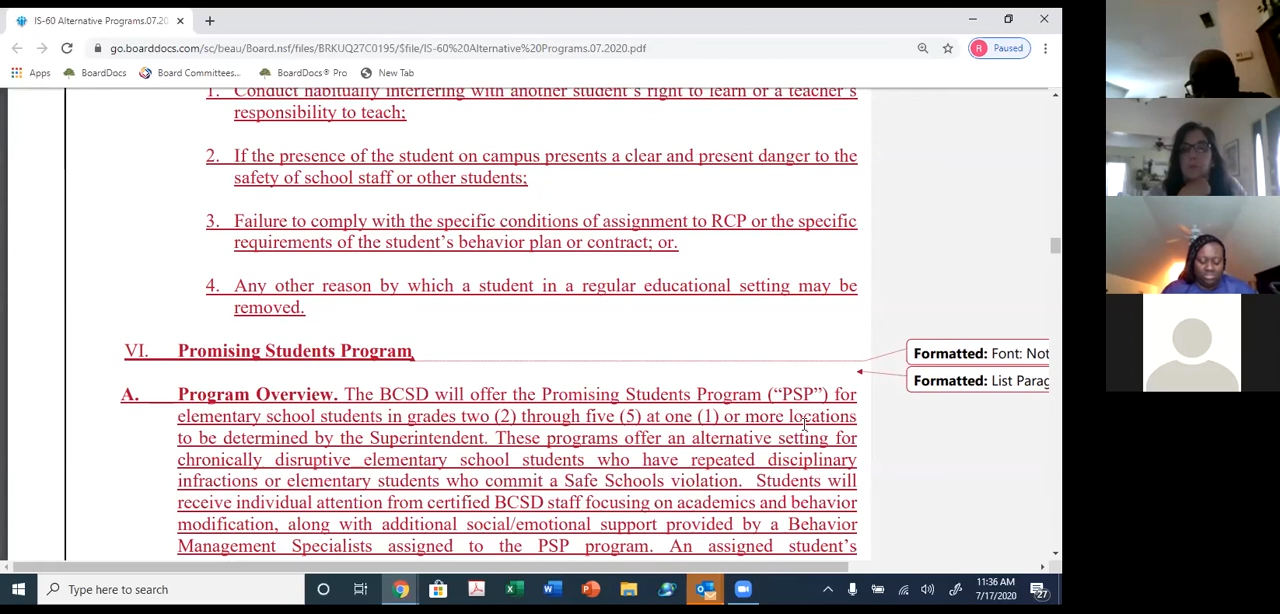 IS-60 Alternative Programs.07.20
go.boarddocs.com/sc/beau/Board.nsf/files/BRKUQ27C0195/$file/IS-60%20Alternative%20Programs.07.2020.pdf
R Paused
Apps BoardDocs Board Committees... BoardDocs® Pro New Tab
1. Conduct habitually interfering with another student's right to learn or a teacher's
responsibility to teach;
2. If the presence of the student on campus presents a clear and present danger to the
safety of school staff or other students;
3. Failure to comply with the specific conditions of assignment to RCP or the specific
requirements of the student's behavior plan or contract; or.
4. Any other reason by which a student in a regular educational setting may be
removed.
VI. Promising Students Program
Formatted: Font: Not
Formatted: List Parag
A. Program Overview. The BCSD will offer the Promising Students Program ("PSP") for
elementary school students in grades two (2) through five (5) at one (1) or more locations
to be determined by the Superintendent. These programs offer an alternative setting for
chronically disruptive elementary school students who have repeated disciplinary
infractions or elementary students who commit a Safe Schools violation. Students will
receive individual attention from certified BCSD staff focusing on academics and behavior
modification, along with additional social/emotional support provided by a Behavior
Management Specialists assigned to the PSP program. An assigned student's
Type here to search
11:36 AM
7/17/2020
27